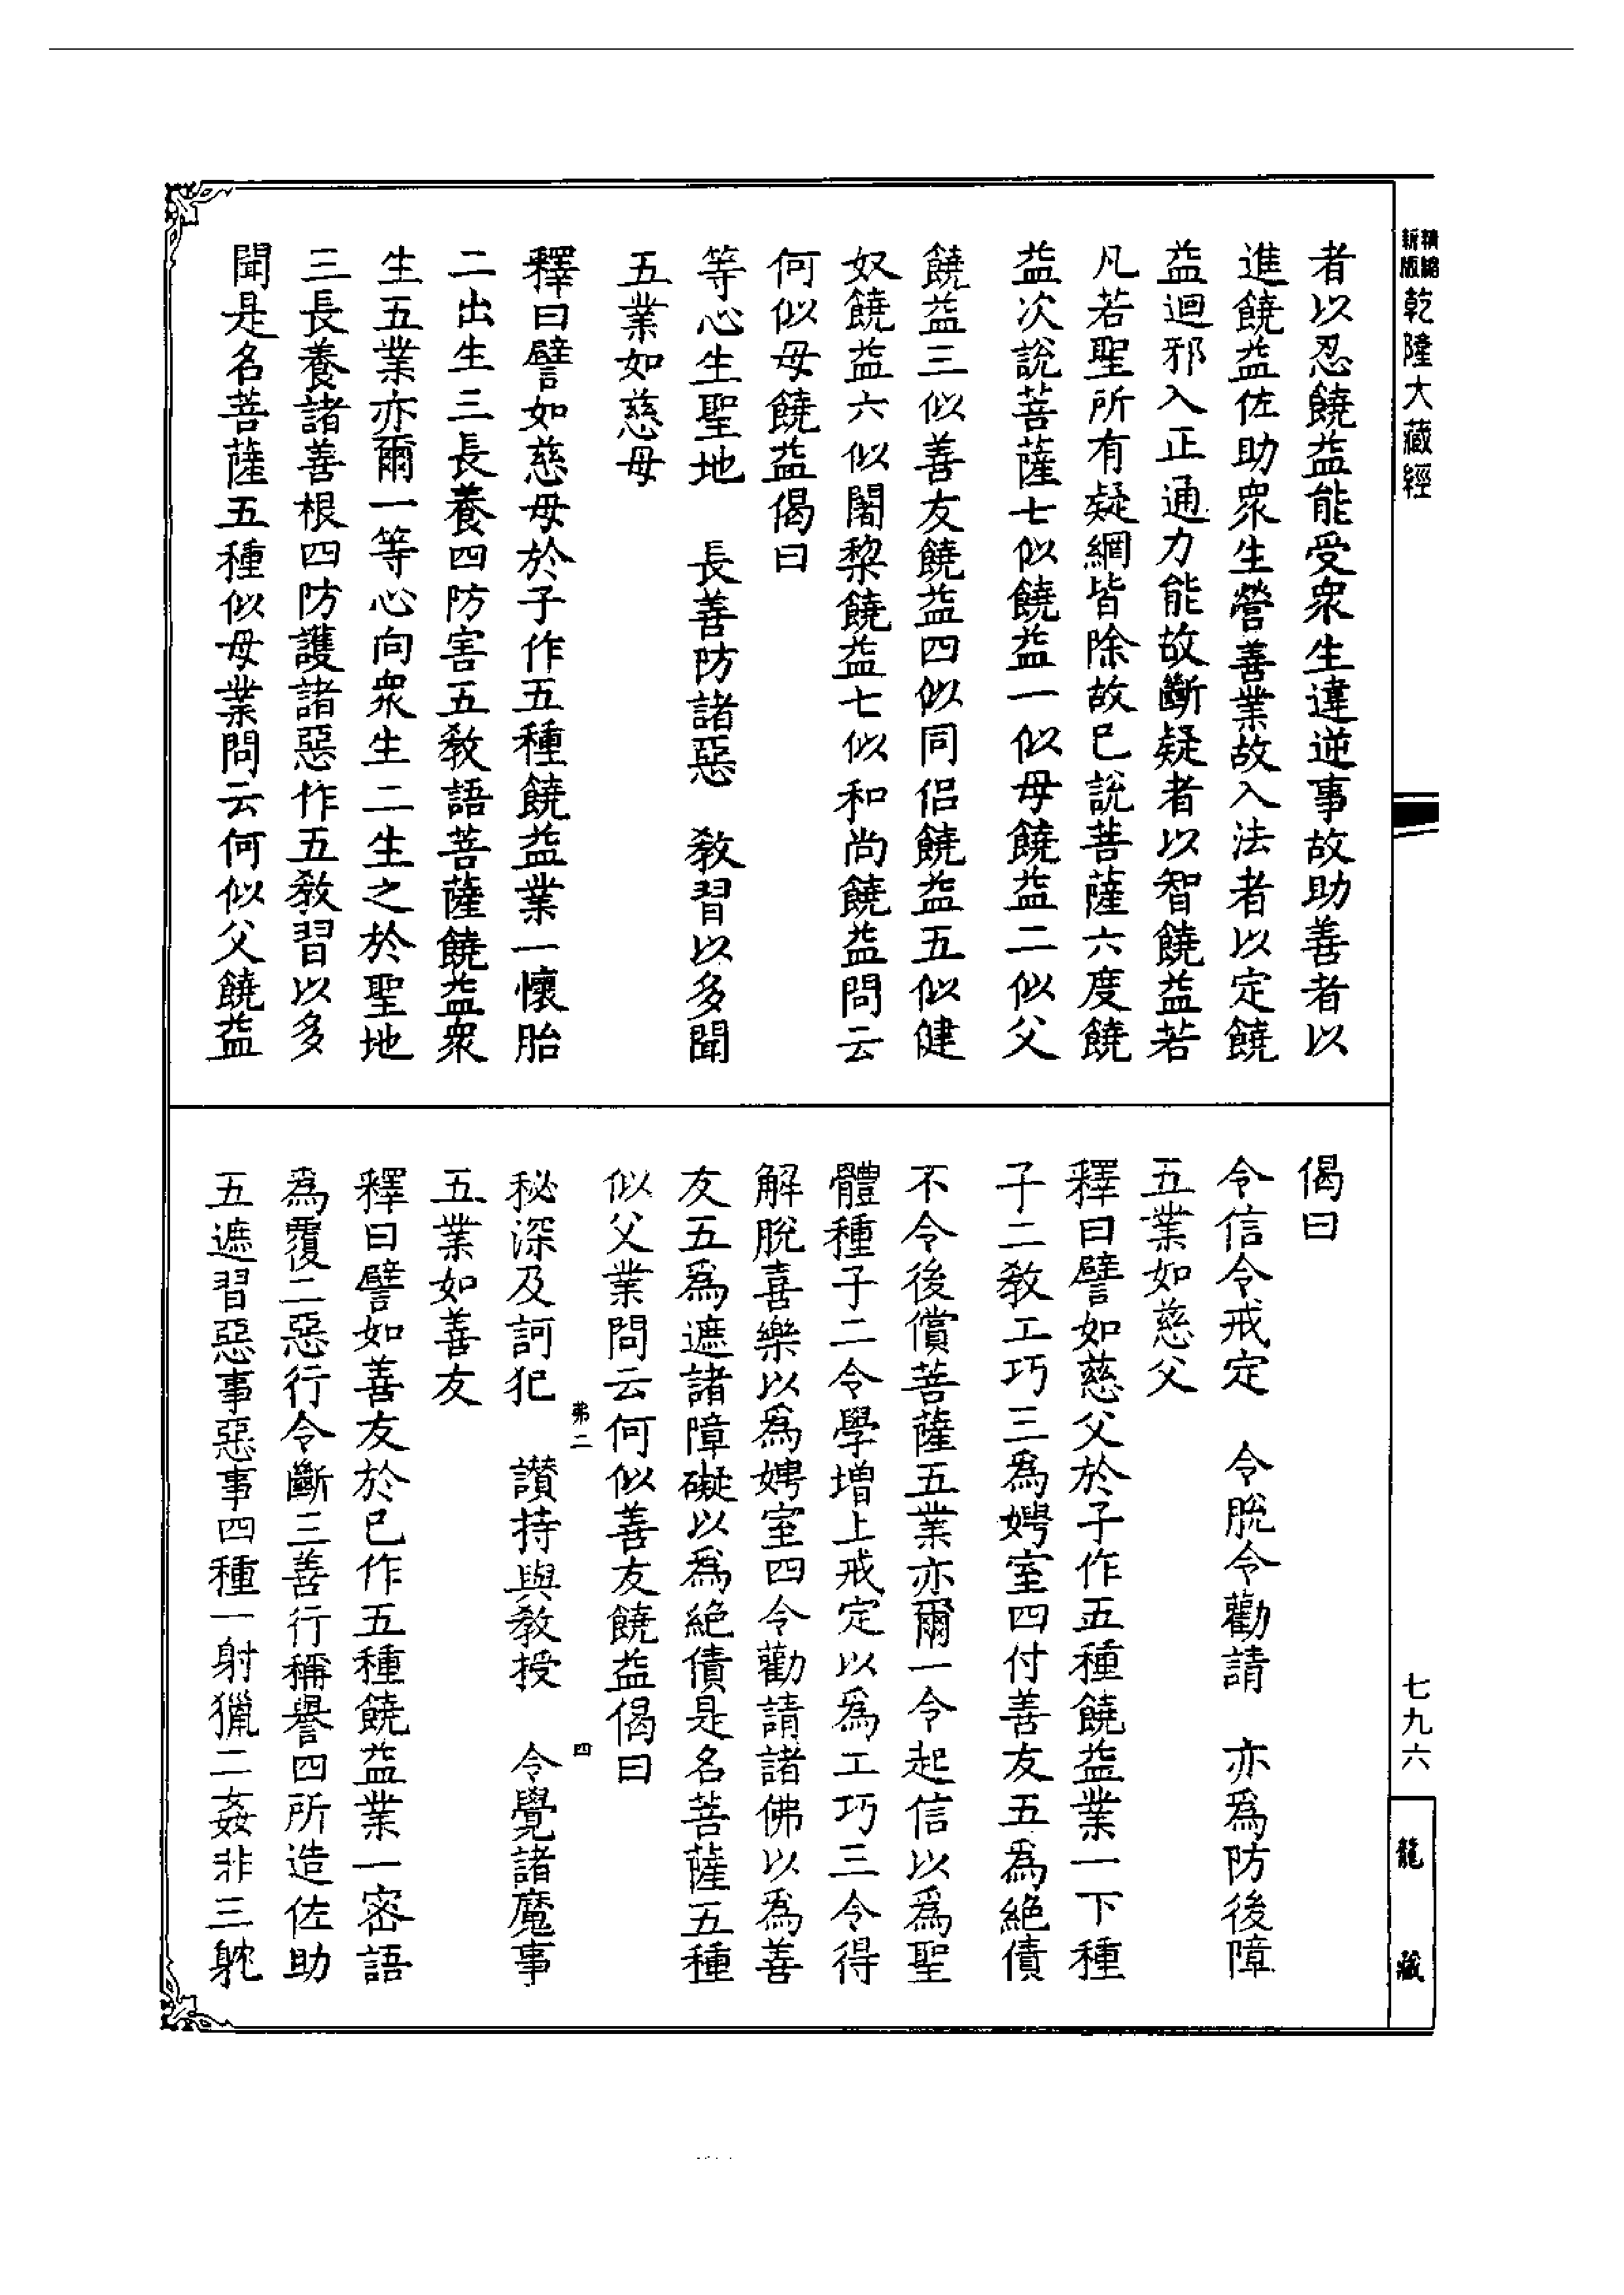 精縮新版乾隆大藏經
者以忍饒益能受眾生違逆事故助善者以
進饒益佐助眾生營善業故入法者以定饒
益迴邪入正通力能故斷疑者以智饒益若
凡若聖所有疑網皆除故已說菩薩六度饒
益次說菩薩七似饒益一似母饒益二似父
饒益三似善友饒益四似同侶饒益五似健
奴饒益六似闍黎饒益七似和尚饒益問云
何似母饒益偈曰
等心生聖地　長善防諸惡　教習以多聞
五業如慈母
釋曰譬如慈母於子作五種饒益業一懷胎
二出生三長養四防害五教語菩薩饒益眾
生五業亦爾一等心向眾生二生之於聖地
三長養諸善根四防護諸惡作五教習以多
聞是名菩薩五種似母業問云何似父饒益
偈曰
令信令戒定　令脫令勸請　亦為防後障
五業如慈父
釋曰譬如慈父於子作五種饒益業一下種
子二教工巧三為娉室四付善友五為絕債
不令後償菩薩五業亦爾一令起信以為聖
體種子二令學增上戒定以為工巧三令得
解脫喜樂以為娉室四令勸請諸佛以為善
友五為遮諸障礙以為絕債是名菩薩五種
似父業問云何似善友饒益偈曰
弗二　四
秘深及訶犯　讚持與教授　令覺諸魔事
五業如善友
釋曰譬如善友於已作五種饒益業一密語
為覆二惡行令斷三善行稱譽四所造佐助
五遮習惡事惡事四種一射獵二姦非三躭
七九六
龍藏